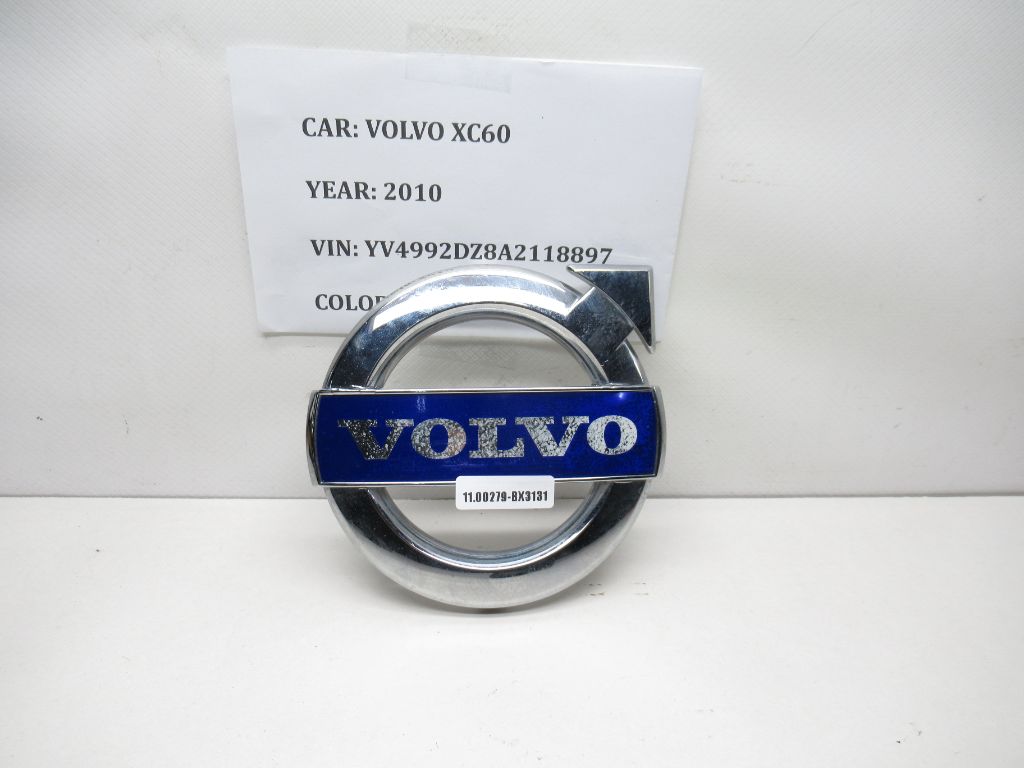 CAR: VOLVO XC60
YEAR: 2010
VIN: YV4992DZ8A2118897
VOLVO
11.00279-BX3131